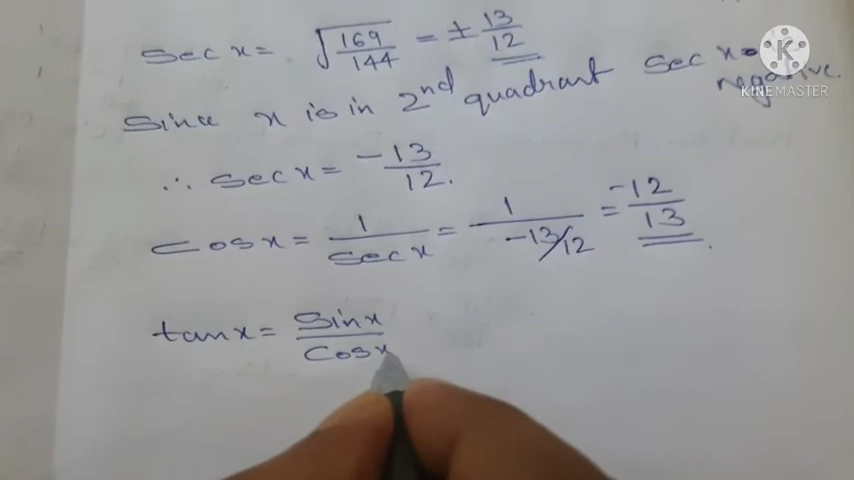 sec x = √169/144 = ± 13/12
Since x is in 2nd quadrant sec x = negative.
∴ sec x = -13/12.
cos x = 1/sec x = 1/-13/12 = -12/13.
tan x = Sin x/Cos x
KINEMASTER